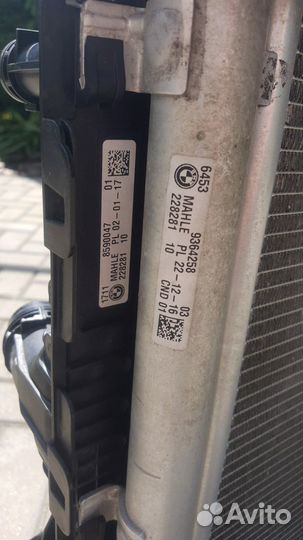 1711 8590047 01
MAHLE PL 02-01-17
228281 10
6453 9364258 03
MAHLE PL 22-12-16
228281 10 CND 01
Avito